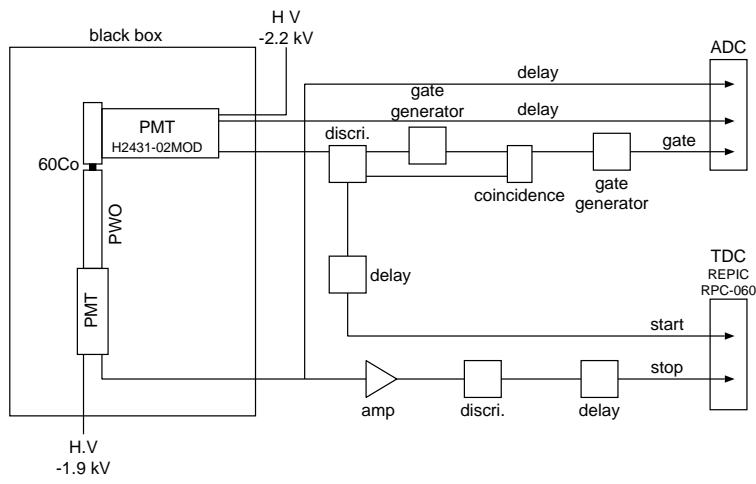 H V
-2.2 kV
black box
ADC
delay
gate
generator
delay
PMT
H2431-02MOD
discri.
gate
60Co
coincidence
gate
generator
PWO
TDC
REPIC
RPC-060
delay
PMT
start
stop
amp
discri.
delay
H.V
-1.9 kV